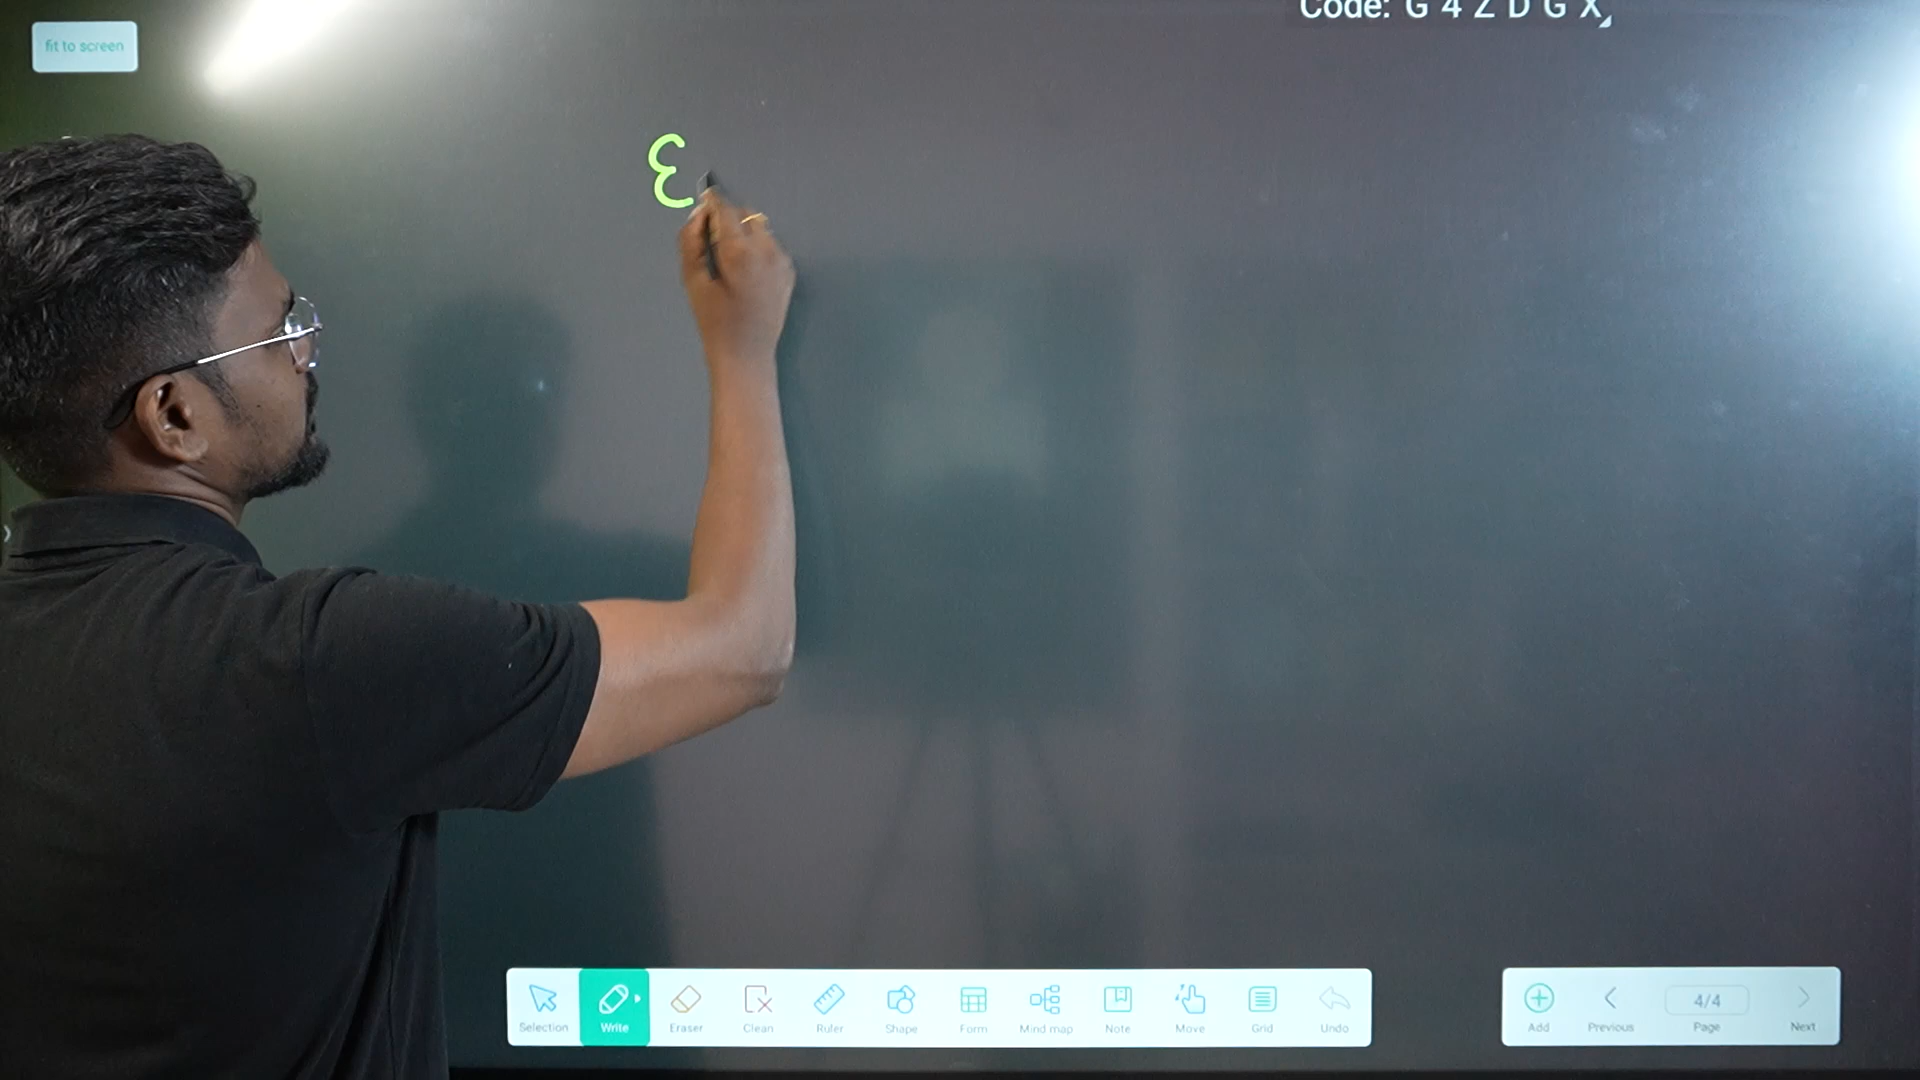 fit to screen
Code: G 4 Z D G X
ε
Selection Write Eraser Clean Ruler Shape Form Mind map Note Move Grid Undo
Add Previous 4/4 Page Next